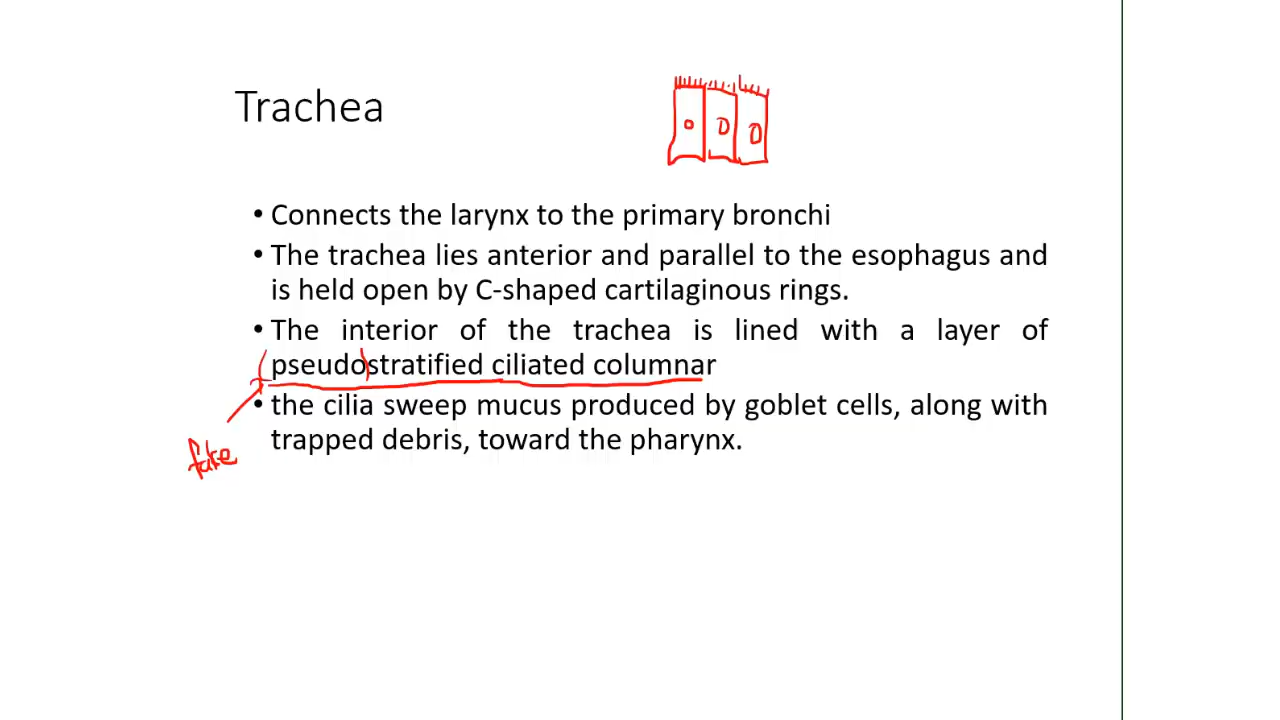 Trachea
• Connects the larynx to the primary bronchi
• The trachea lies anterior and parallel to the esophagus and
is held open by C-shaped cartilaginous rings.
• The interior of the trachea is lined with a layer of
(pseudo)stratified ciliated columnar
• the cilia sweep mucus produced by goblet cells, along with
trapped debris, toward the pharynx.
fake